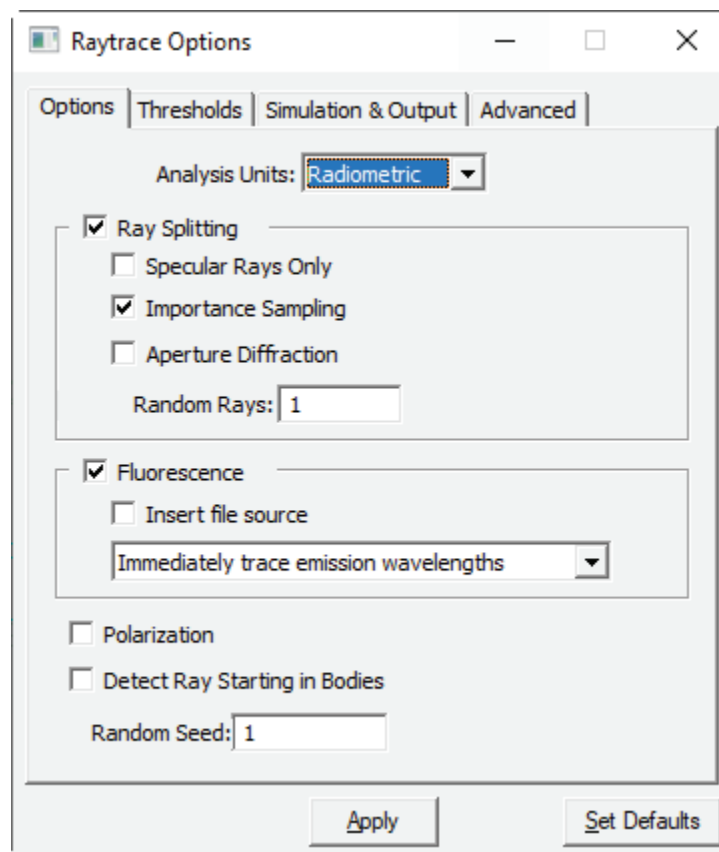 Raytrace Options
Options Thresholds Simulation & Output Advanced
Analysis Units: Radiometric
Ray Splitting
Specular Rays Only
Importance Sampling
Aperture Diffraction
Random Rays: 1
Fluorescence
Insert file source
Immediately trace emission wavelengths
Polarization
Detect Ray Starting in Bodies
Random Seed: 1
Apply Set Defaults